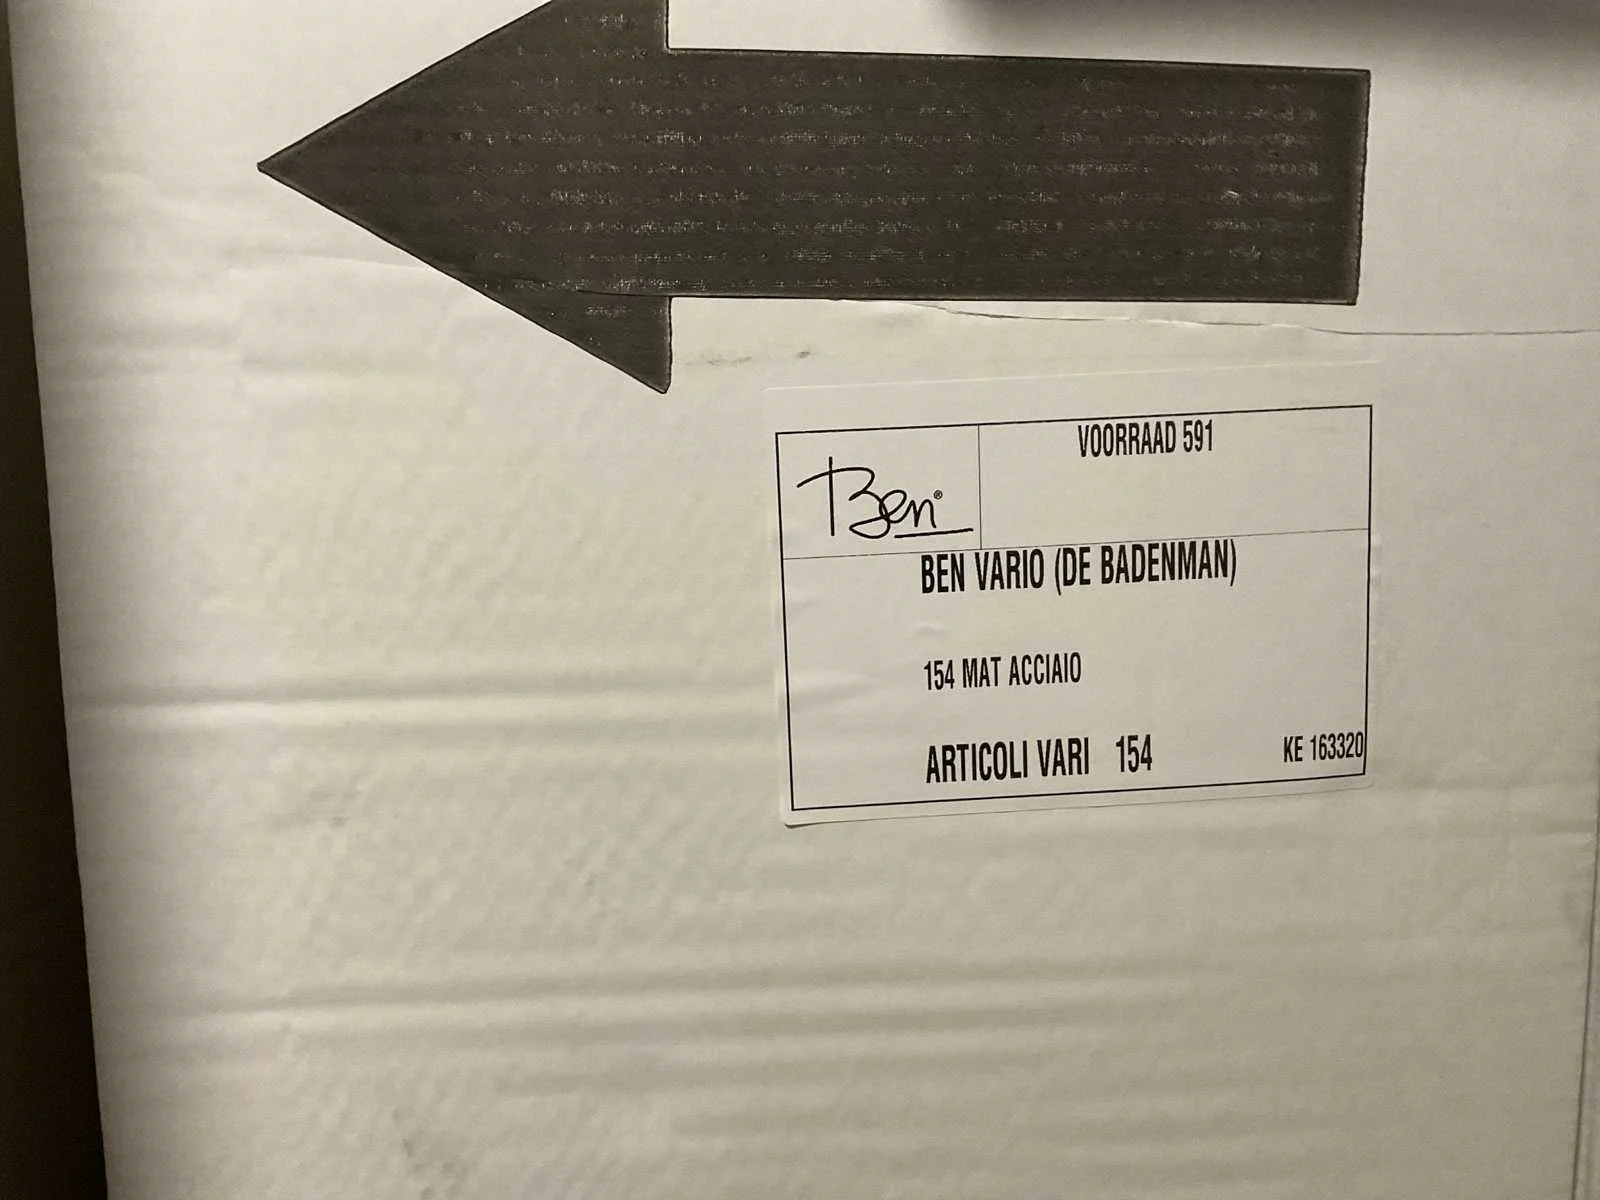 Ben®
VOORRAAD 591
BEN VARIO (DE BADENMAN)
154 MAT ACCIAIO
ARTICOLI VARI 154
KE 163320